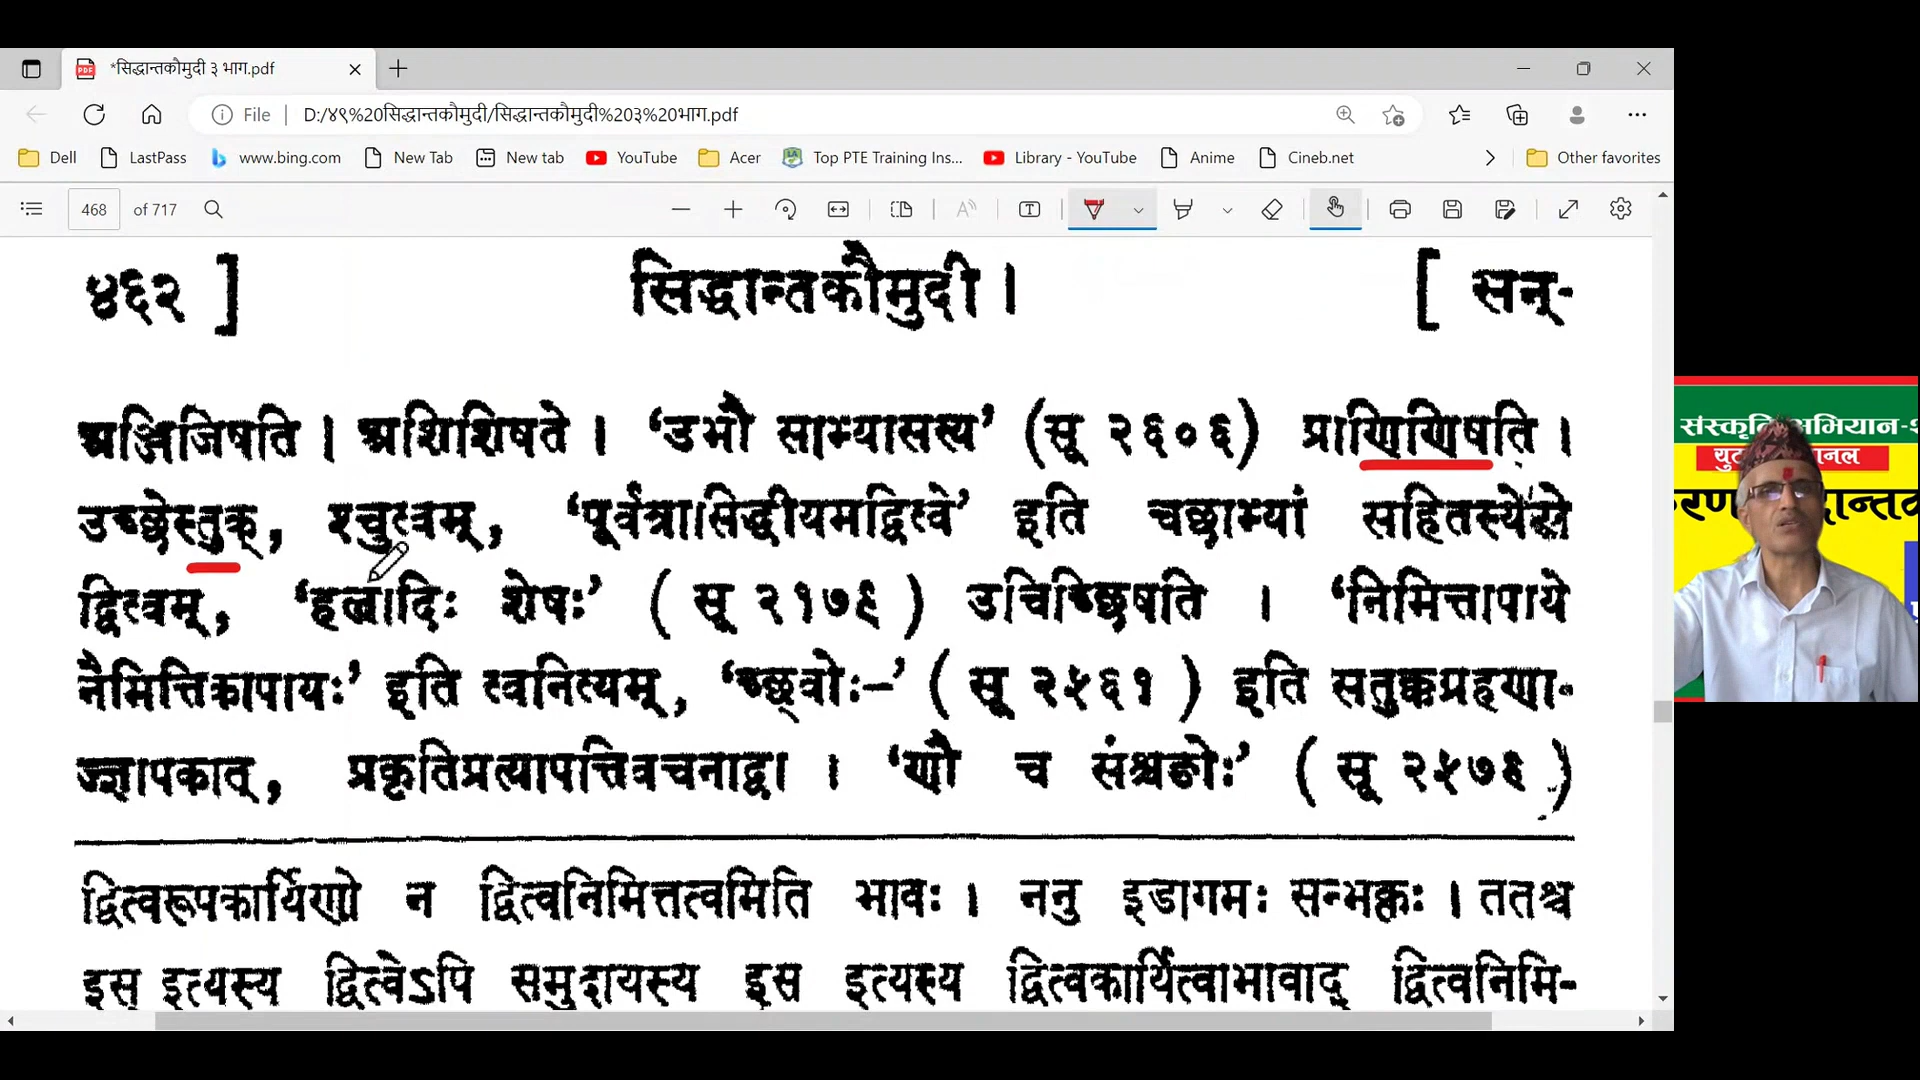 *सिद्धान्तकौमुदी ३ भाग.pdf
File D:/४९%20सिद्धान्तकौमुदी/सिद्धान्तकौमुदी%20३%20भाग.pdf
Dell LastPass www.bing.com New Tab New tab YouTube Acer Top PTE Training Ins... Library - YouTube Anime Cineb.net Other favorites
468 of 717
४६२ ] सिद्धान्तकौमुदी । [ सन्-
अञ्जिजिषति । अशिशिषते । ‘उभौ साभ्यासस्य’ (सू २६०६) प्राणिणिषति ।
उच्छेस्तुक्, श्चुत्वम्, ‘पूर्वत्रासिद्धीयमद्वित्वे’ इति चछाभ्यां सहितस्येटो
द्वित्वम्, ‘हलादिः शेषः’ ( सू २१७९ ) उचिच्छिषति । ‘निमित्तापाये
नैमित्तिकापायः’ इति त्वनित्यम्, ‘च्छ्वोः–’ ( सू २५६१ ) इति सतुक्कग्रहणा-
ज्ज्ञापकात्, प्रकृतिप्रत्यापत्तिवचनाद्वा । ‘णौ च संश्चङोः’ ( सू २५७९ )
द्वित्वरूपकार्यिणो न द्वित्वनिमित्तत्वमिति भावः । ननु इडागमः सन्भक्तः । ततश्च
इस् इत्यस्य द्वित्वेऽपि समुदायस्य इस इत्यस्य द्वित्वकार्यित्वाभावाद् द्वित्वनिमि-
संस्कृति अभियान